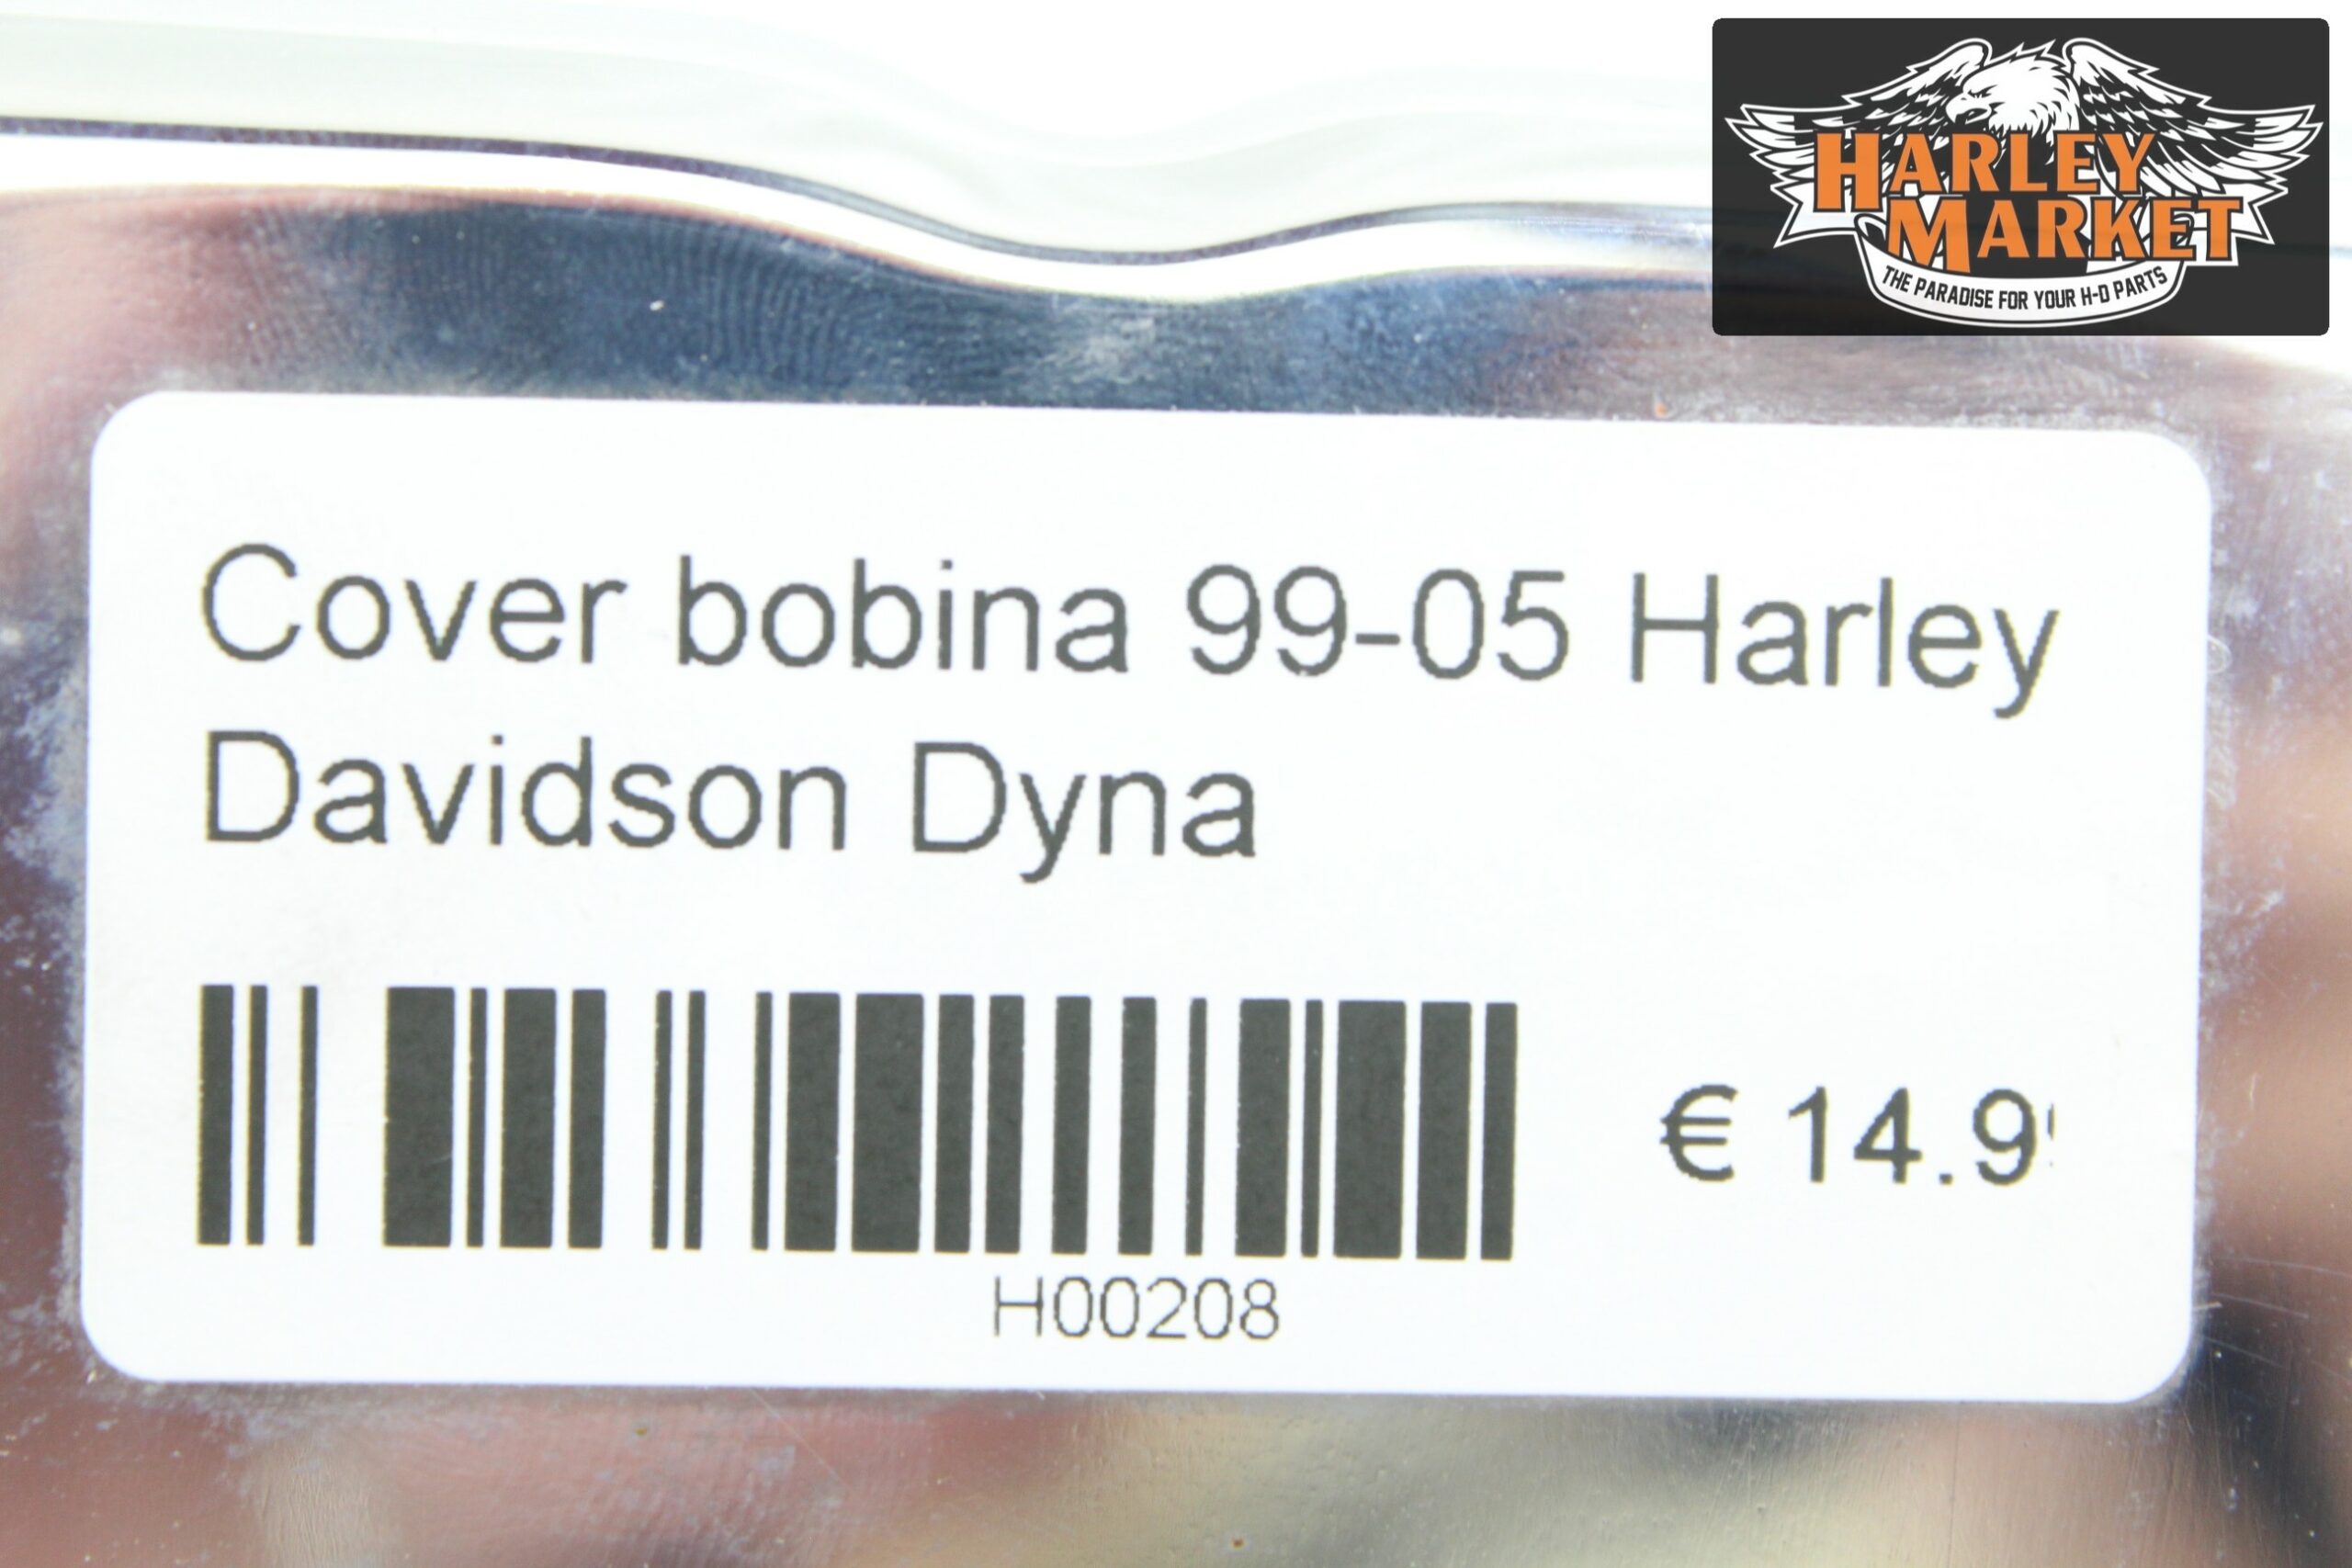 HARLEY
MARKET
THE PARADISE FOR YOUR H-D PARTS
Cover bobina 99-05 Harley
Davidson Dyna
€ 14.9
H00208